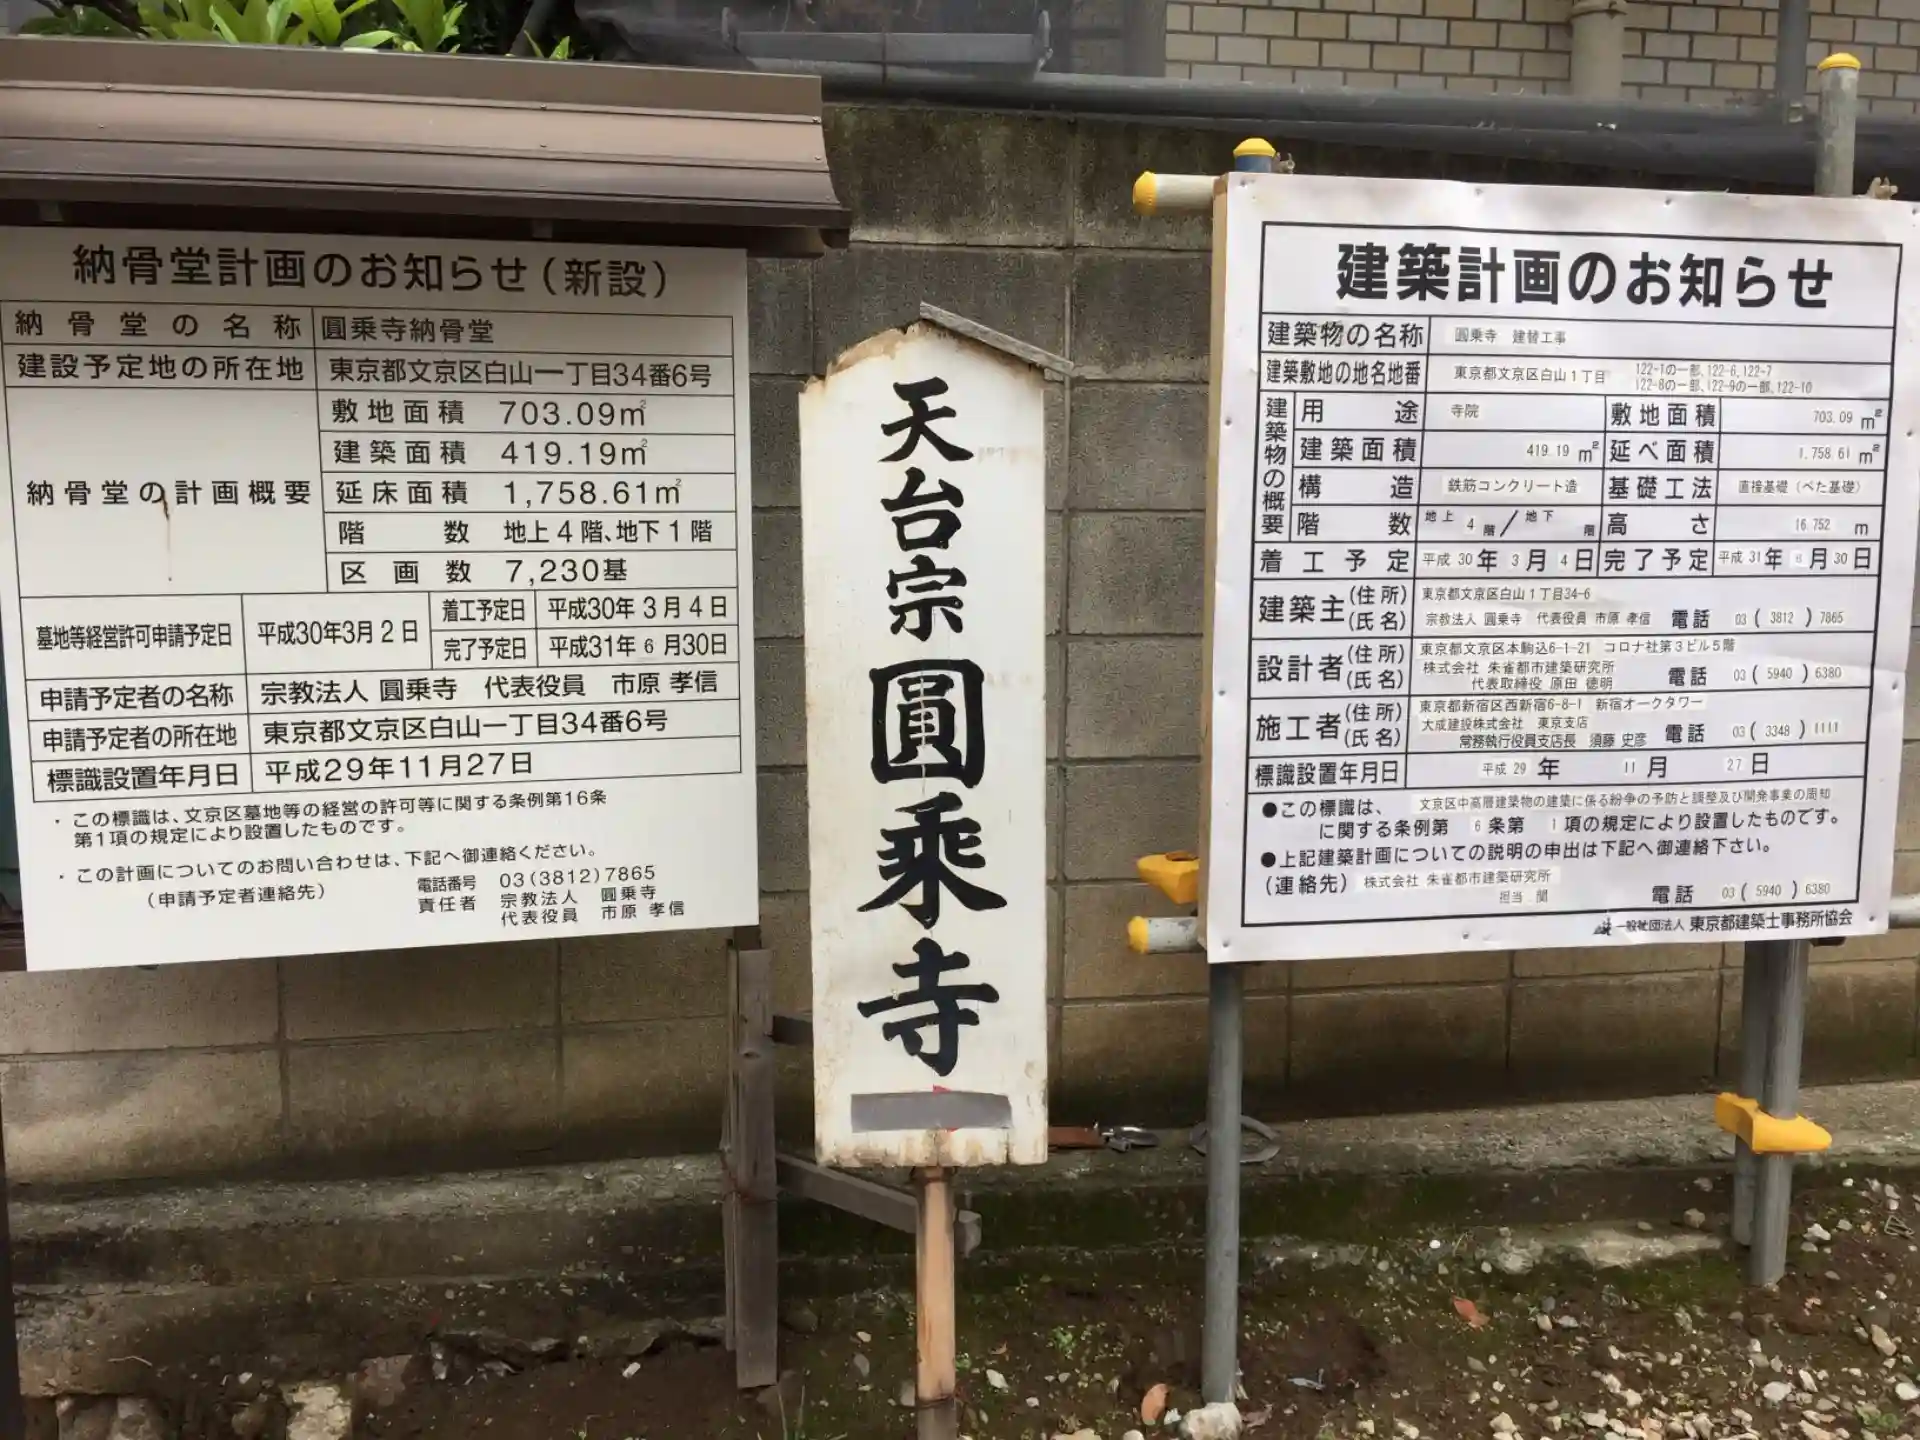 納骨堂計画のお知らせ（新設）
納骨堂の名称 圓乗寺納骨堂
建設予定地の所在地 東京都文京区白山一丁目34番6号
納骨堂の計画概要
敷地面積 703.09㎡
建築面積 419.19㎡
延床面積 1,758.61㎡
階数 地上4階、地下1階
区画数 7,230基
墓地等経営許可申請予定日 平成30年3月2日
着工予定日 平成30年3月4日
完了予定日 平成31年6月30日
申請予定者の名称 宗教法人 圓乗寺 代表役員 市原 孝信
申請予定者の所在地 東京都文京区白山一丁目34番6号
標識設置年月日 平成29年11月27日
・この標識は、文京区墓地等の経営の許可等に関する条例第16条
第1項の規定により設置したものです。
・この計画についてのお問い合わせは、下記へ御連絡ください。
（申請予定者連絡先） 電話番号 03(3812)7865
責任者 宗教法人 圓乗寺
代表役員 市原 孝信
天台宗圓乗寺
建築計画のお知らせ
建築物の名称 圓乗寺 建替工事
建築敷地の地名地番 東京都文京区白山1丁目 122-1の一部、122-6、122-7
122-8の一部、122-9の一部、122-10
建築物の概要
用途 寺院 敷地面積 703.09 m²
建築面積 419.19 m² 延べ面積 1,758.61 m²
構造 鉄筋コンクリート造 基礎工法 直接基礎（べた基礎）
階数 地上 4 階／地下 階 高さ 16.752 m
着工予定 平成30年3月4日 完了予定 平成31年6月30日
建築主 (住所) 東京都文京区白山1丁目34-6
(氏名) 宗教法人 圓乗寺 代表役員 市原 孝信 電話 03(3812)7865
設計者 (住所) 東京都文京区本駒込6-1-21 コロナ社第3ビル5階
(氏名) 株式会社 朱雀都市建築研究所
代表取締役 原田 徳明 電話 03(5940)6380
施工者 (住所) 東京都新宿区西新宿6-8-1 新宿オークタワー
(氏名) 大成建設株式会社 東京支店
常務執行役員支店長 須藤 史彦 電話 03(3348)1111
標識設置年月日 平成29年 11月 27日
●この標識は、文京区中高層建築物の建築に係る紛争の予防と調整及び開発事業の周知
に関する条例第 6 条第 1 項の規定により設置したものです。
●上記建築計画についての説明の申出は下記へ御連絡下さい。
（連絡先）株式会社 朱雀都市建築研究所
担当 関 電話 03(5940)6380
一般社団法人 東京都建築士事務所協会